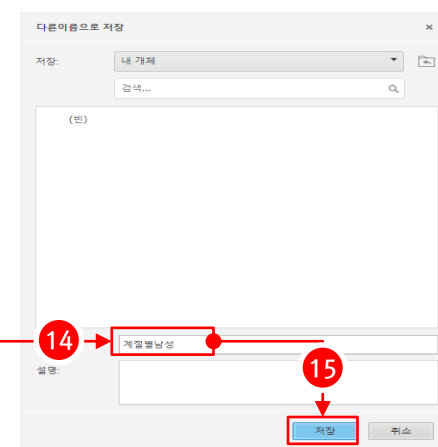 다른이름으로 저장 ×
저장: 내 개체
검색...
(빈)
14 계절별남성
설명:
15
저장 취소